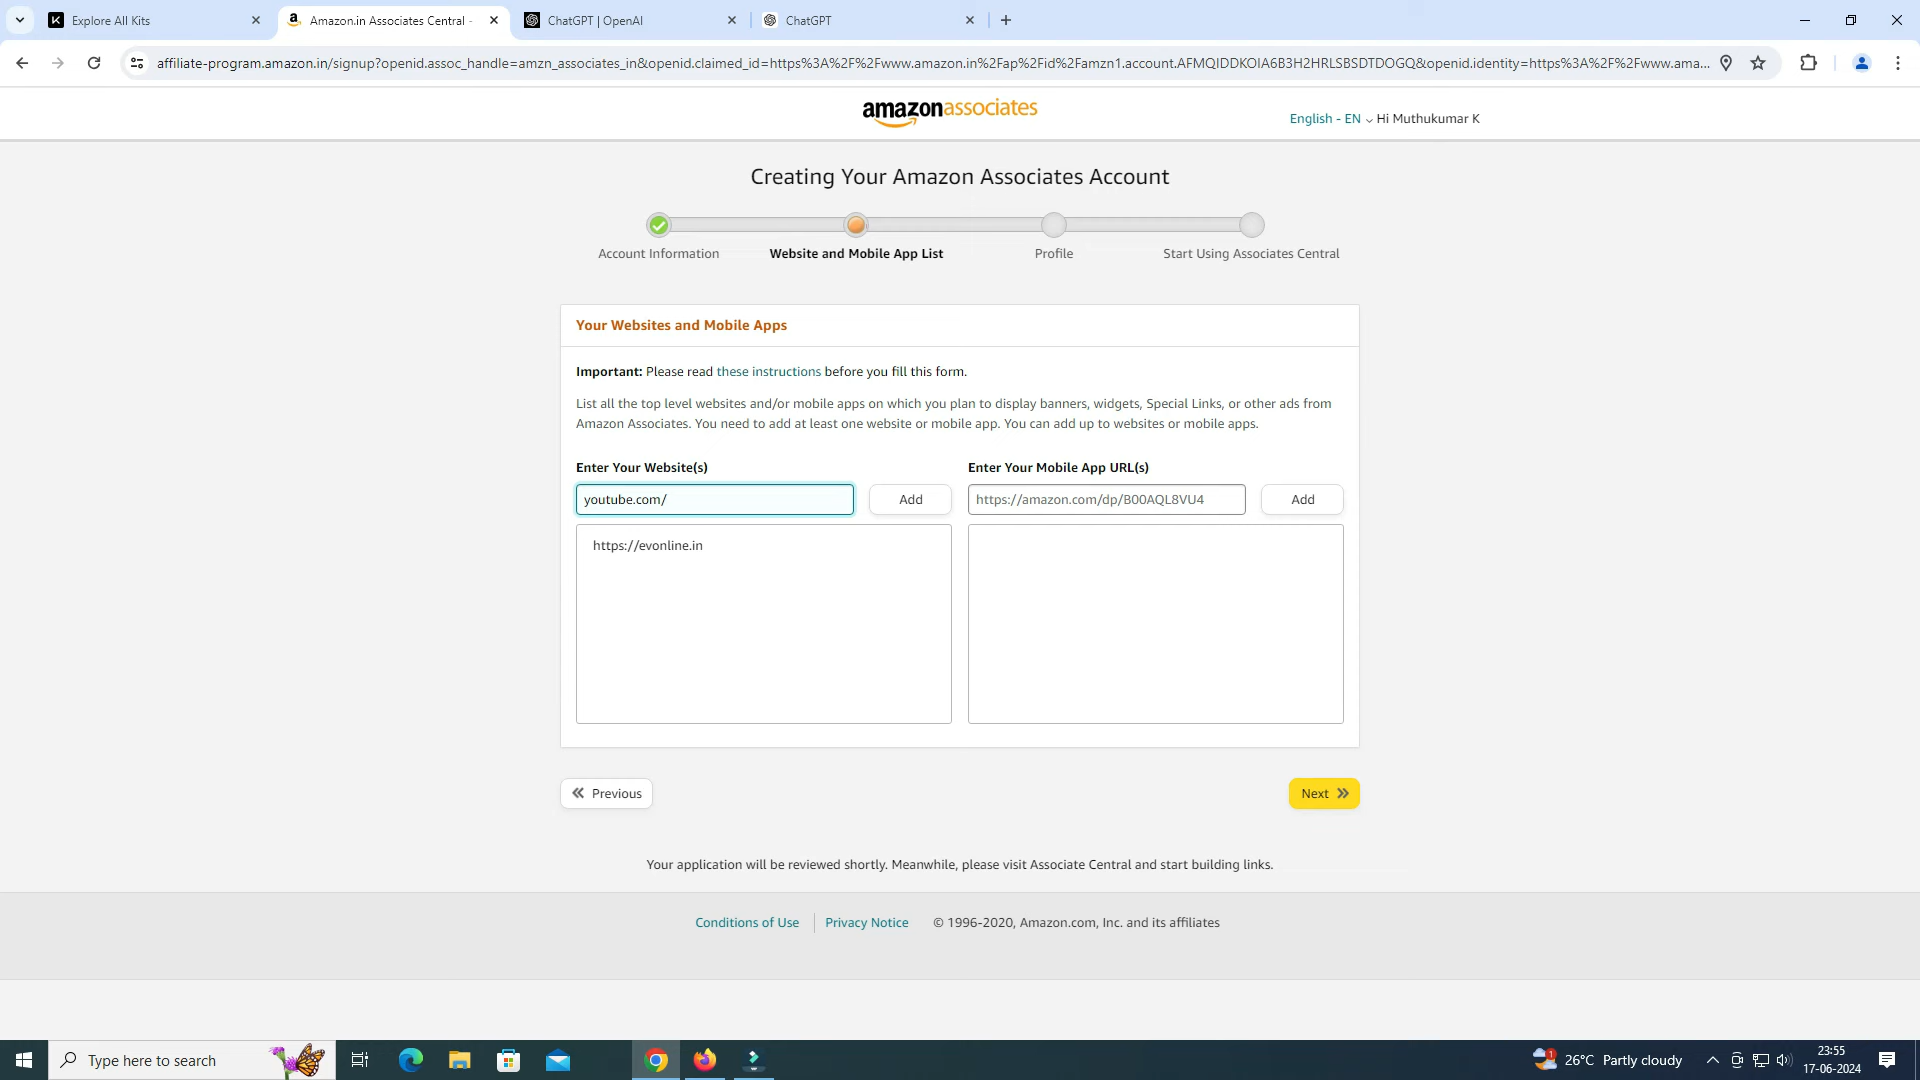 Explore All Kits
Amazon.in Associates Central -
ChatGPT | OpenAI
ChatGPT
affiliate-program.amazon.in/signup?openid.assoc_handle=amzn_associates_in&openid.claimed_id=https%3A%2F%2Fwww.amazon.in%2Fap%2Fid%2Famzn1.account.AFMQIDDKOIA6B3H2HRLSBSDTDOGQ&openid.identity=https%3A%2F%2Fwww.ama...
amazonassociates
English - EN Hi Muthukumar K
Creating Your Amazon Associates Account
Account Information
Website and Mobile App List
Profile
Start Using Associates Central
Your Websites and Mobile Apps
Important: Please read these instructions before you fill this form.
List all the top level websites and/or mobile apps on which you plan to display banners, widgets, Special Links, or other ads from
Amazon Associates. You need to add at least one website or mobile app. You can add up to websites or mobile apps.
Enter Your Website(s)
Enter Your Mobile App URL(s)
youtube.com/
Add
https://amazon.com/dp/B00AQL8VU4
Add
https://evonline.in
Previous
Next
Your application will be reviewed shortly. Meanwhile, please visit Associate Central and start building links.
Conditions of Use
Privacy Notice
© 1996-2020, Amazon.com, Inc. and its affiliates
Type here to search
1
26°C Partly cloudy
23:55
17-06-2024